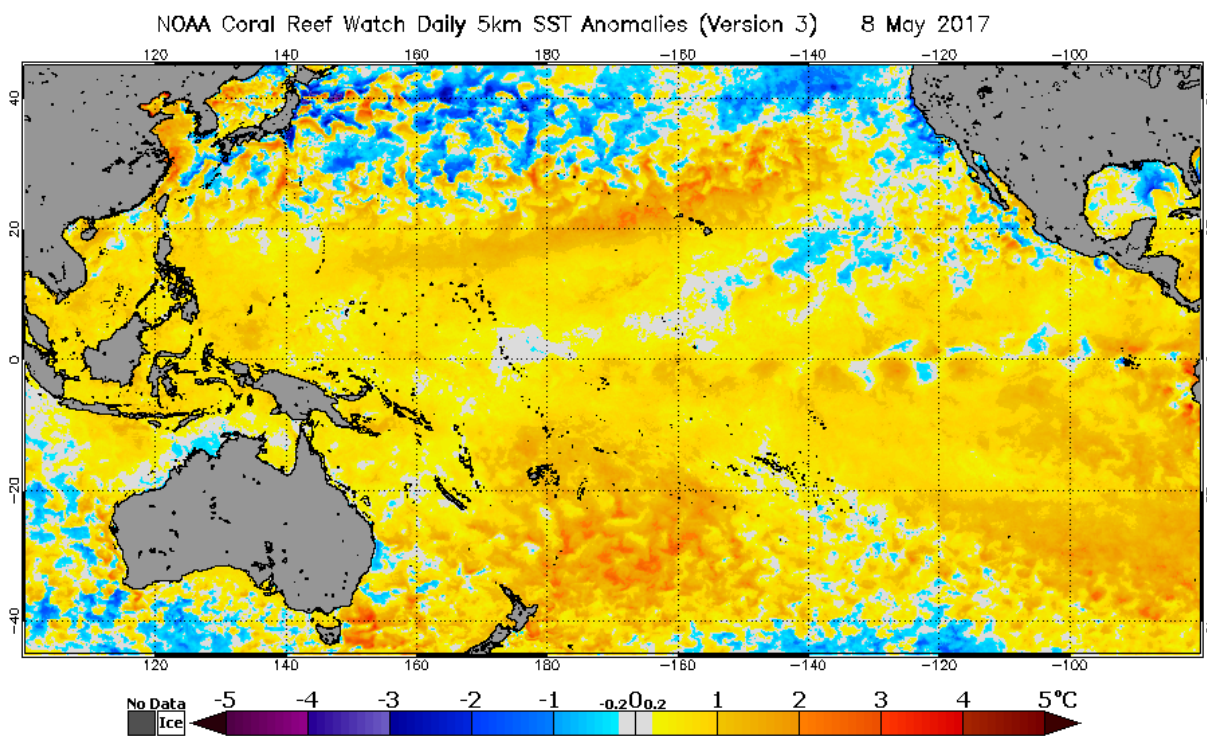 NOAA Coral Reef Watch Daily 5km SST Anomalies (Version 3) 8 May 2017
120 140 160 180 -160 -140 -120 -100
40
20
0
-20
-40
120 140 160 180 -160 -140 -120 -100
No Data
Ice
-5 -4 -3 -2 -1 -0.2 0 0.2 1 2 3 4 5°C